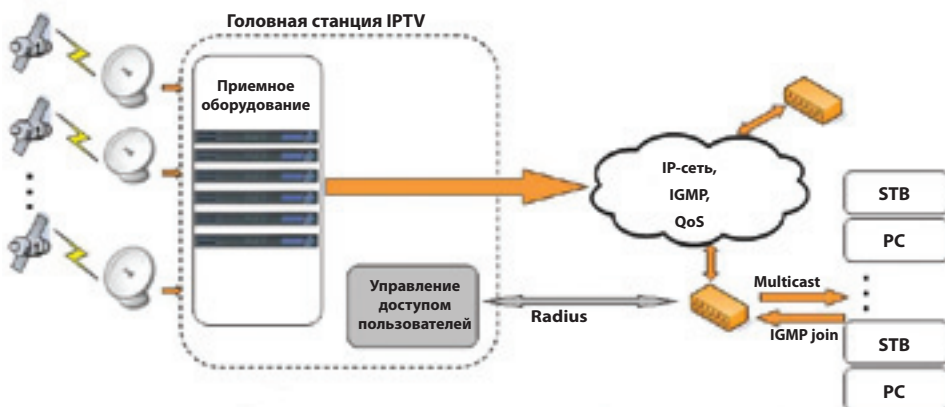 Головная станция IPTV
Приемное
оборудование
IP-сеть,
IGMP,
QoS
STB
PC
Управление
доступом
пользователей
Radius
Multicast
IGMP join
STB
PC